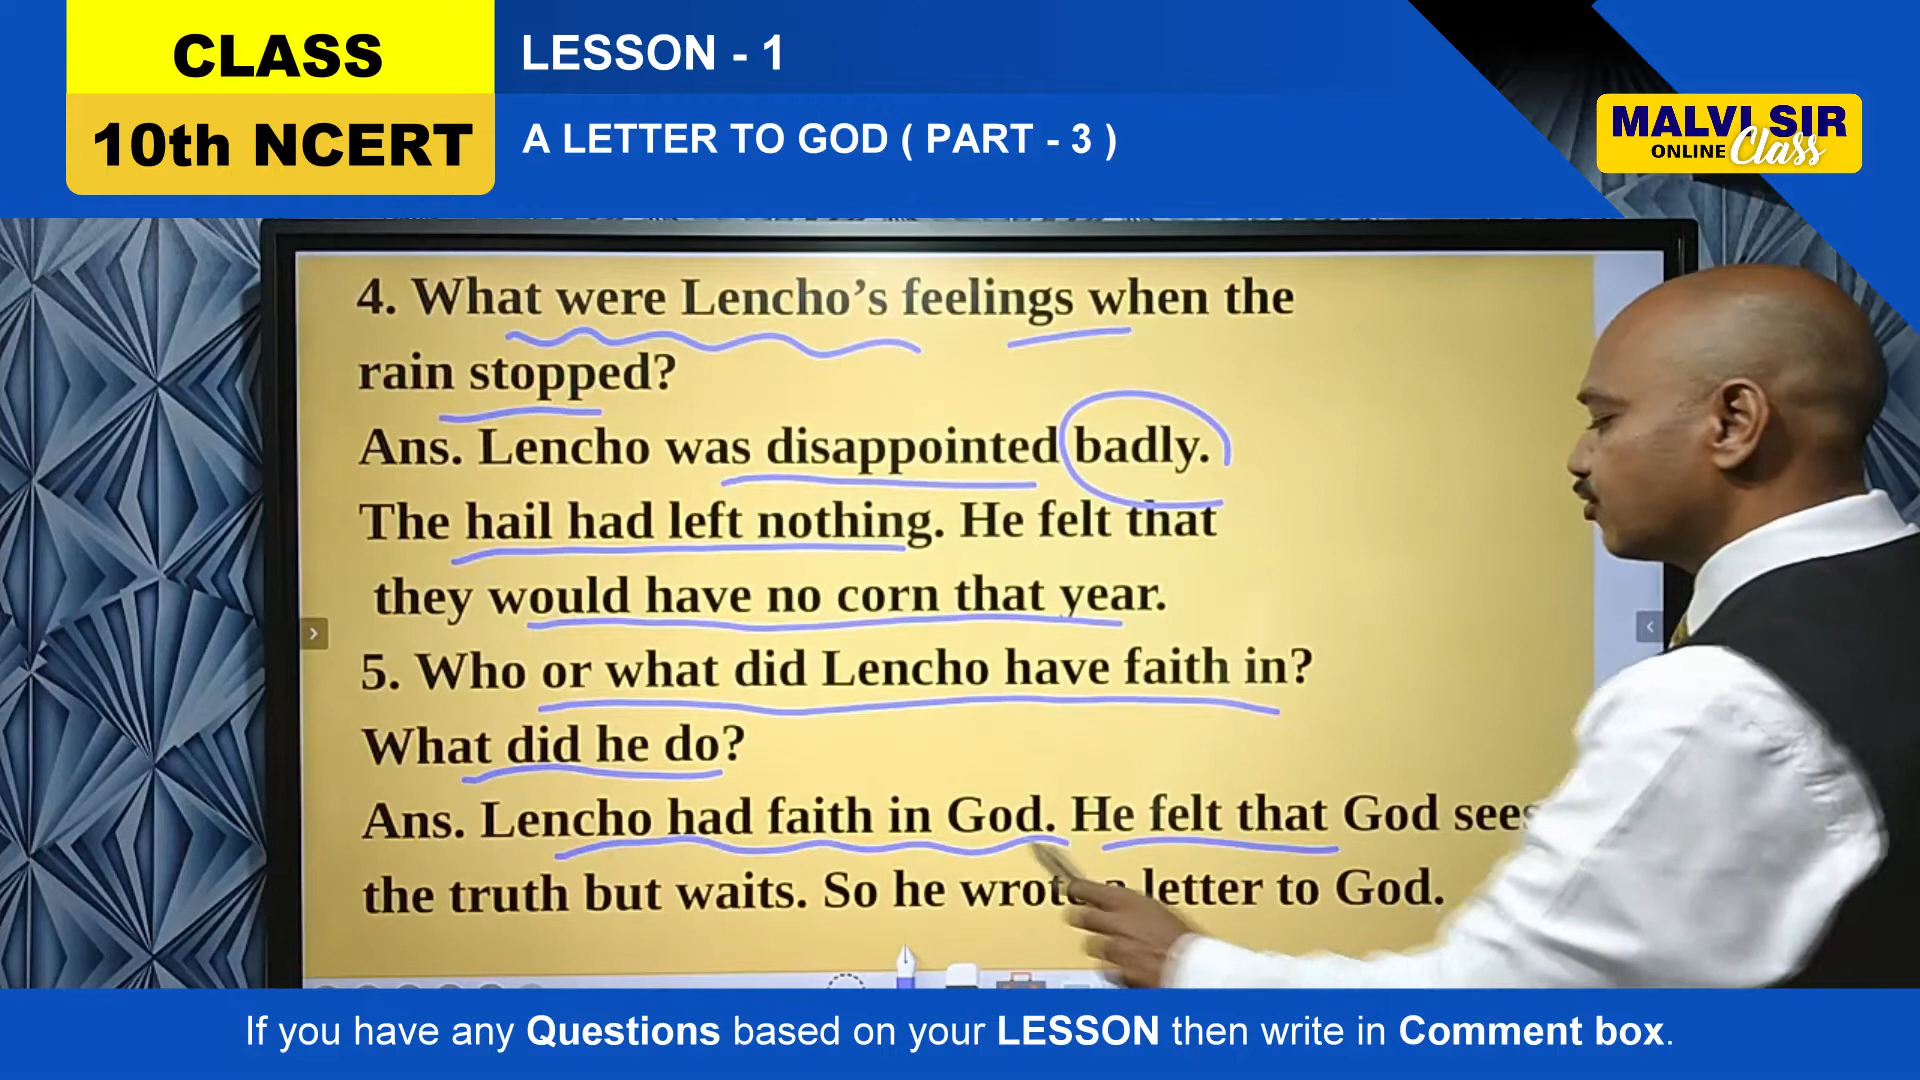 CLASS
10th NCERT
LESSON - 1
A LETTER TO GOD ( PART - 3 )
MALVI SIR
ONLINE Class
4. What were Lencho’s feelings when the
rain stopped?
Ans. Lencho was disappointed badly.
The hail had left nothing. He felt that
they would have no corn that year.
5. Who or what did Lencho have faith in?
What did he do?
Ans. Lencho had faith in God. He felt that God sees
the truth but waits. So he wrote a letter to God.
If you have any Questions based on your LESSON then write in Comment box.